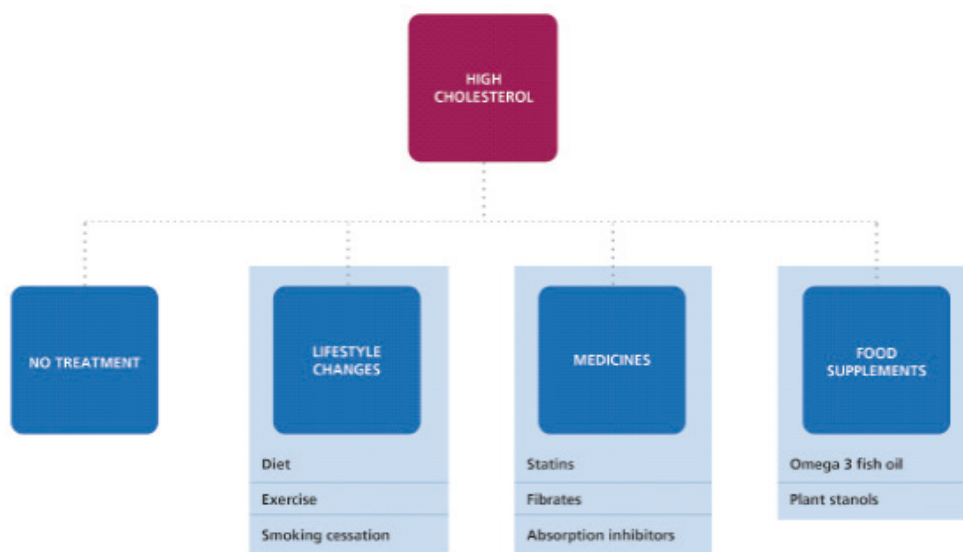 HIGH
CHOLESTEROL
NO TREATMENT
LIFESTYLE
CHANGES
Diet
Exercise
Smoking cessation
MEDICINES
Statins
Fibrates
Absorption inhibitors
FOOD
SUPPLEMENTS
Omega 3 fish oil
Plant stanols